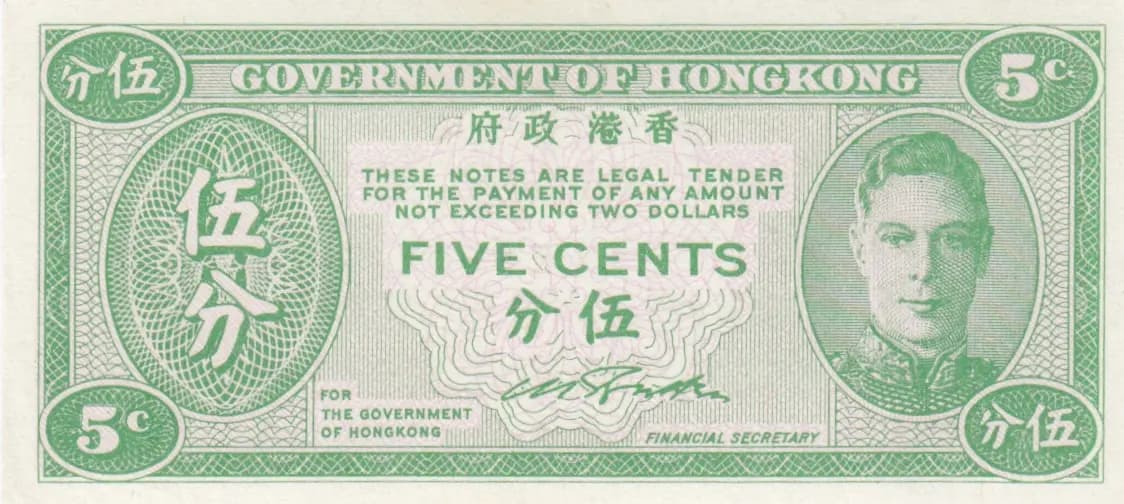 伍分
GOVERNMENT OF HONGKONG
5¢
香港政府
THESE NOTES ARE LEGAL TENDER
FOR THE PAYMENT OF ANY AMOUNT
NOT EXCEEDING TWO DOLLARS
伍分
FIVE CENTS
伍分
FOR
THE GOVERNMENT
OF HONGKONG
FINANCIAL SECRETARY
5¢
伍分